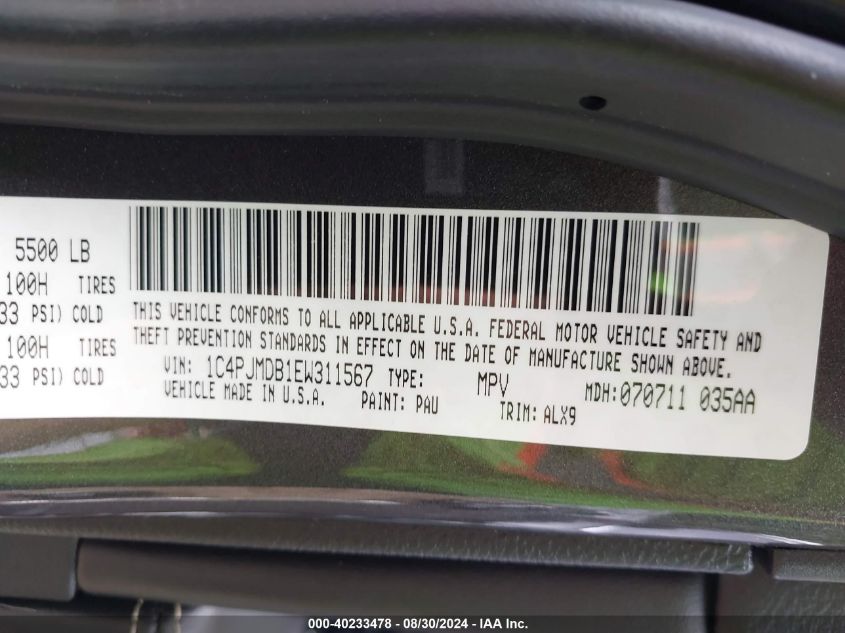 5500 LB
100H TIRES
33 PSI) COLD
100H TIRES
33 PSI) COLD
THIS VEHICLE CONFORMS TO ALL APPLICABLE U.S.A. FEDERAL MOTOR VEHICLE SAFETY AND
THEFT PREVENTION STANDARDS IN EFFECT ON THE DATE OF MANUFACTURE SHOWN ABOVE.
VIN: 1C4PJMDB1EW311567 TYPE: MPV MDH:070711 035AA
VEHICLE MADE IN U.S.A. PAINT: PAU TRIM: ALX9
000-40233478 - 08/30/2024 - IAA Inc.